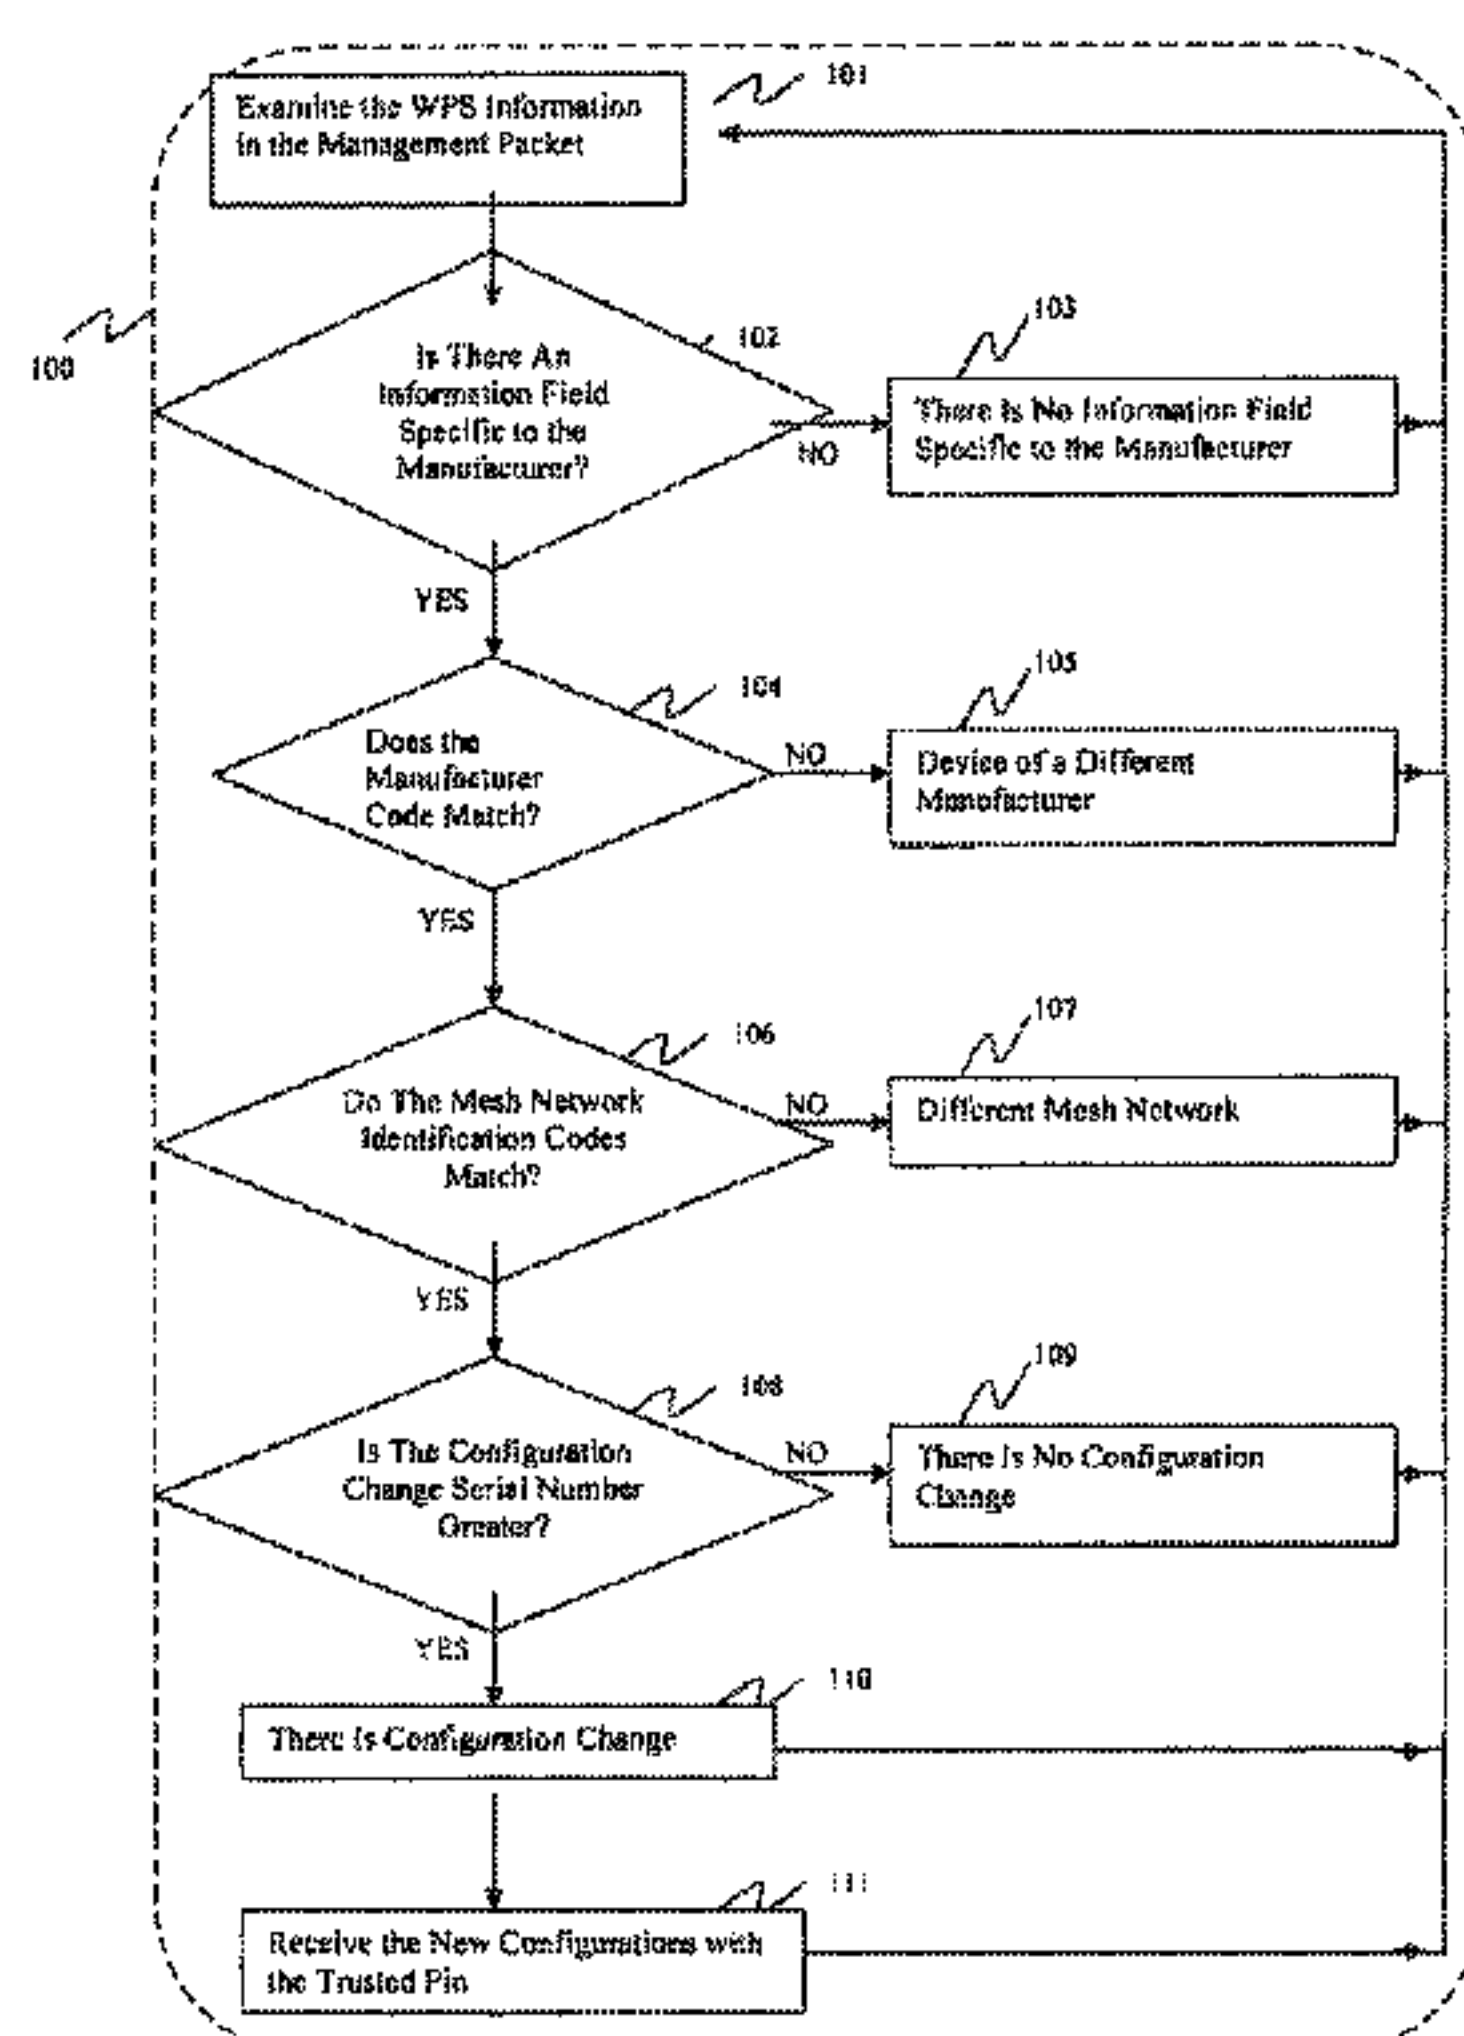 101
Examine the WPS Information
in the Management Packet
100
102
Is There An
Information Field
Specific to the
Manufacturer?
NO
103
There Is No Information Field
Specific to the Manufacturer
YES
104
Does the
Manufacturer
Code Match?
NO
105
Device of a Different
Manufacturer
YES
106
Do The Mesh Network
Identification Codes
Match?
NO
107
Different Mesh Network
YES
108
Is The Configuration
Change Serial Number
Greater?
NO
109
There Is No Configuration
Change
YES
110
There Is Configuration Change
111
Receive the New Configurations with
the Trusted Pin